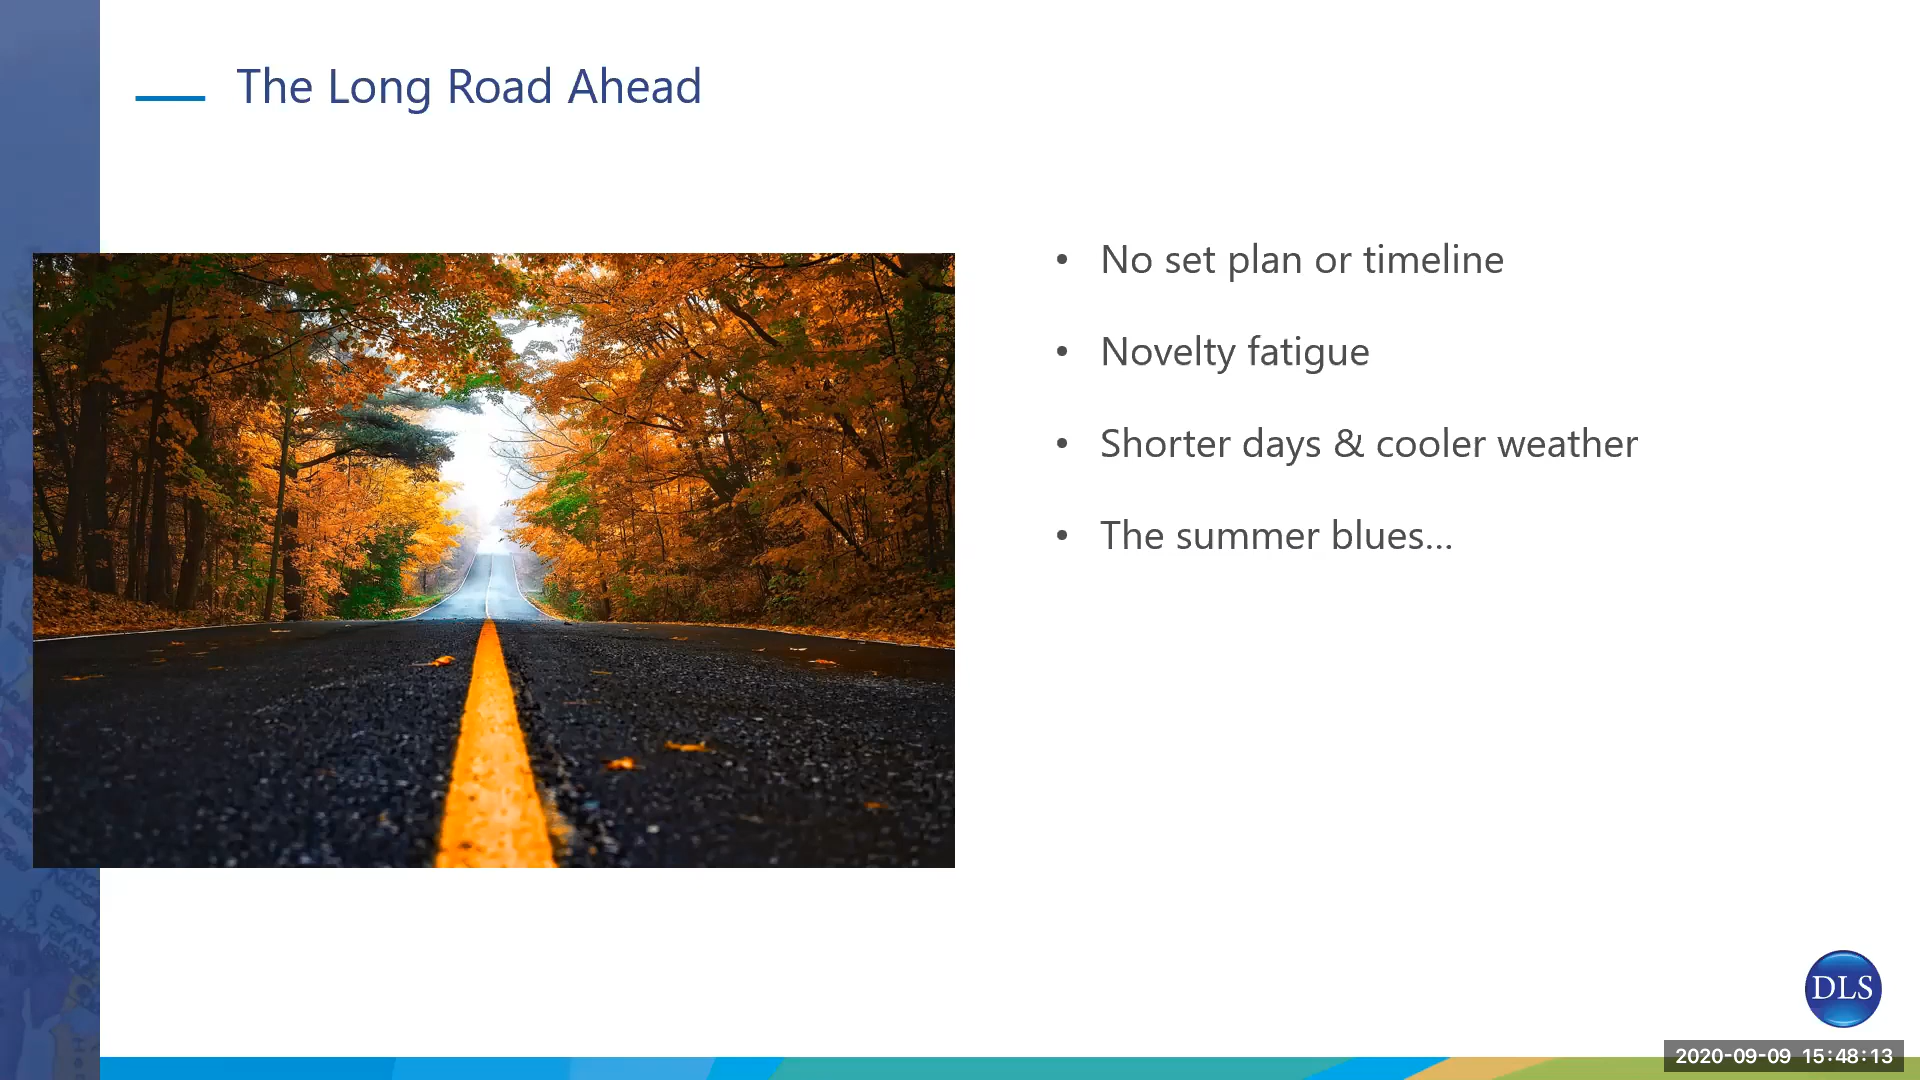 The Long Road Ahead
• No set plan or timeline
• Novelty fatigue
• Shorter days & cooler weather
• The summer blues...
DLS
2020-09-09 15:48:13